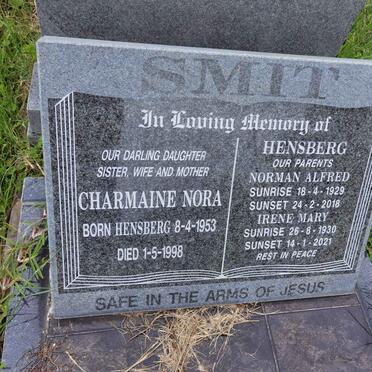 SMIT
In Loving Memory of
OUR DARLING DAUGHTER
SISTER, WIFE AND MOTHER
CHARMAINE NORA
BORN HENSBERG 8-4-1953
DIED 1-5-1998
HENSBERG
OUR PARENTS
NORMAN ALFRED
SUNRISE 18-4-1929
SUNSET 24-2-2018
IRENE MARY
SUNRISE 26-8-1930
SUNSET 14-1-2021
REST IN PEACE
SAFE IN THE ARMS OF JESUS